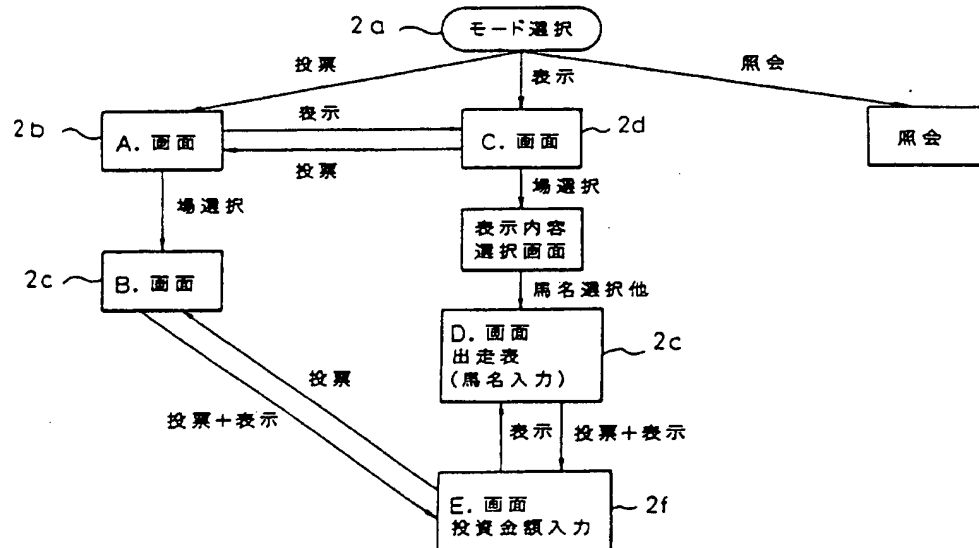 2a
モード選択
投票
表示
照会
2b
A. 画面
表示
投票
C. 画面
2d
照会
場選択
場選択
表示内容
選択画面
2c
B. 画面
馬名選択他
D. 画面
出走表
(馬名入力)
2c
投票
投票+表示
表示
投票+表示
E. 画面
投資金額入力
2f